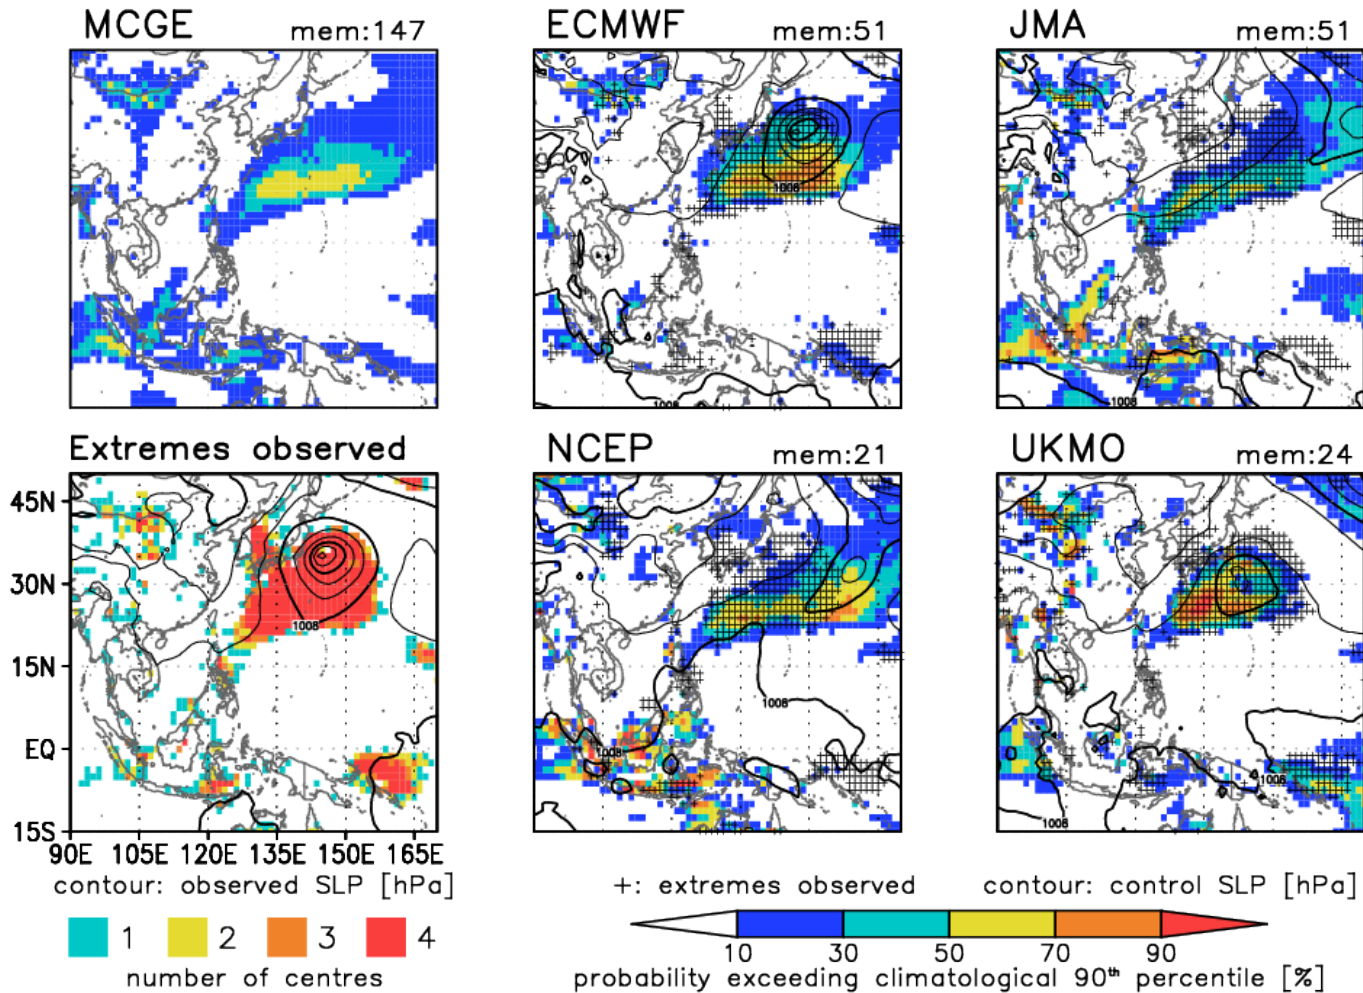 MCGE mem:147
ECMWF mem:51
JMA mem:51
1008
1008
1008
Extremes observed
NCEP mem:21
UKMO mem:24
45N
30N
15N
EQ
15S
90E 105E 120E 135E 150E 165E
1008
1008
1008
1008
1008
contour: observed SLP [hPa]
+: extremes observed
contour: control SLP [hPa]
1 2 3 4
number of centres
10 30 50 70 90
probability exceeding climatological 90th percentile [%]